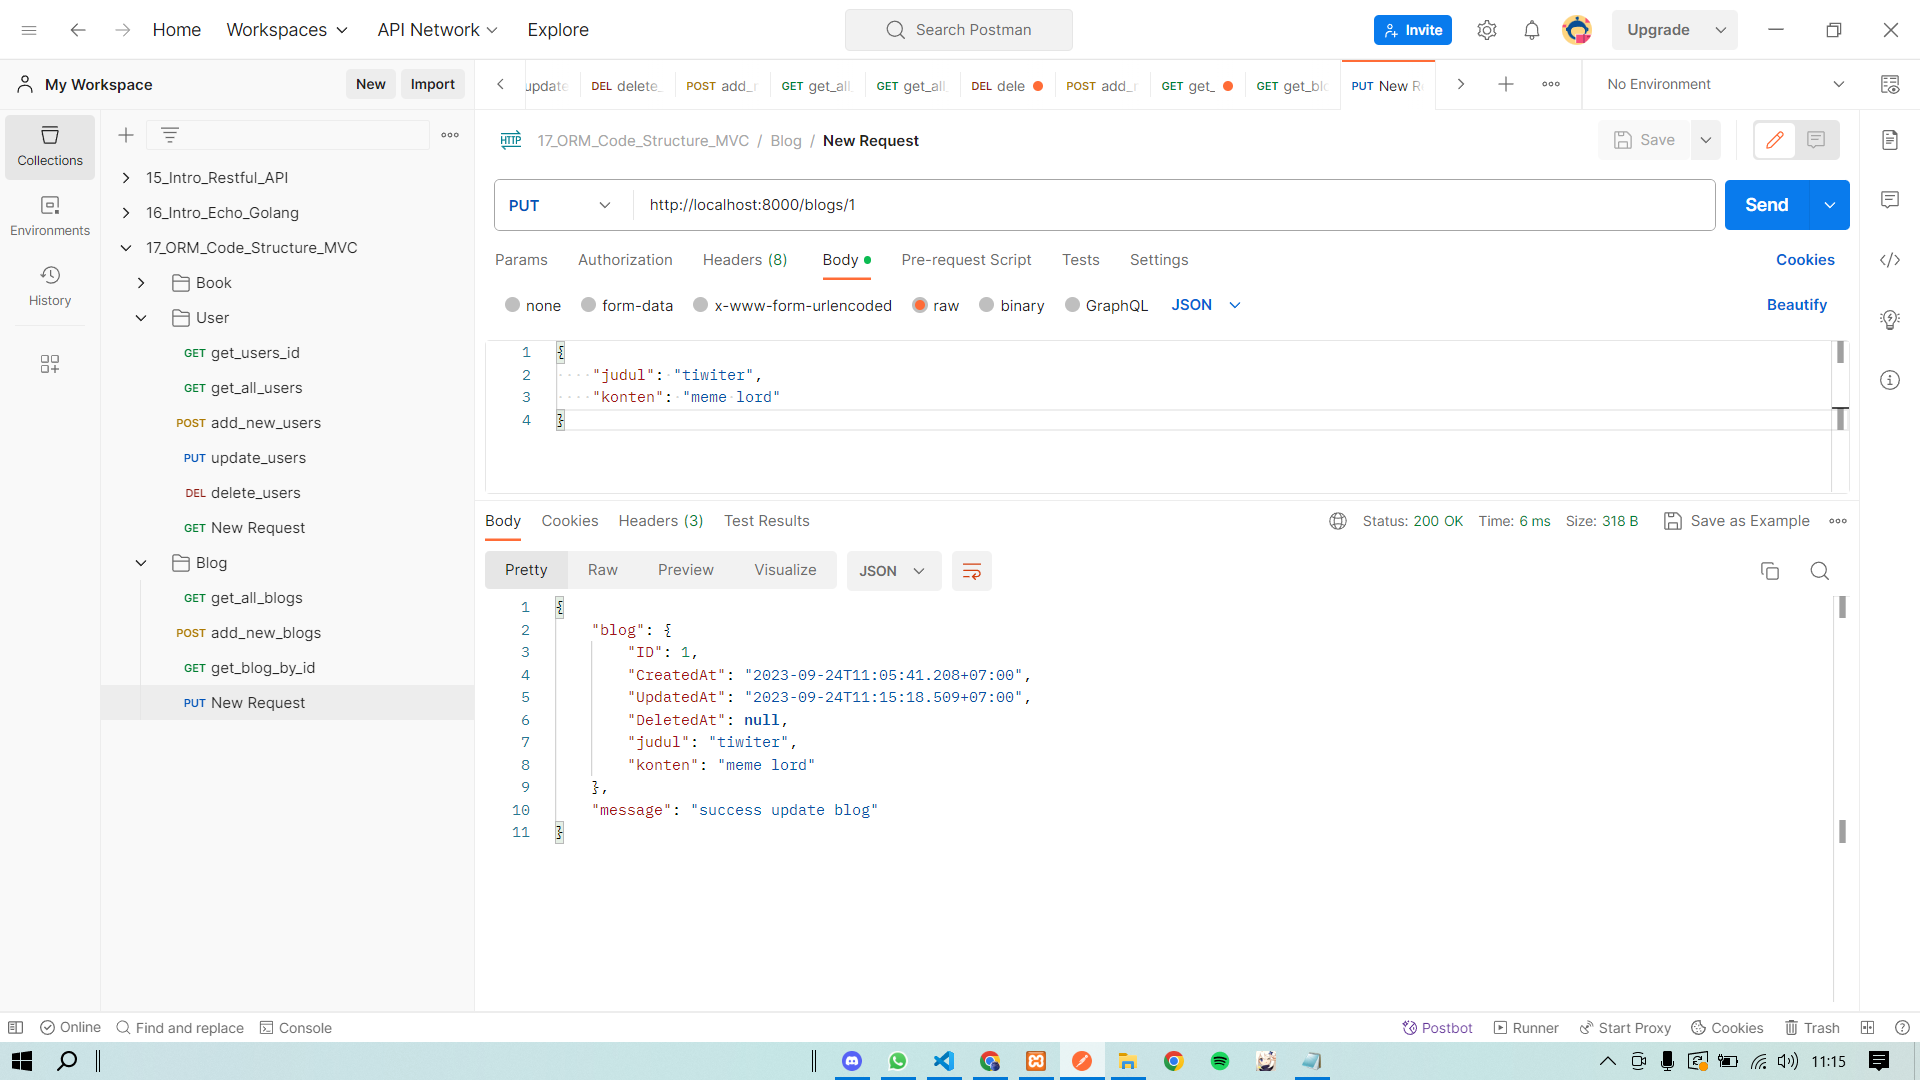 Home Workspaces API Network Explore Search Postman Invite Upgrade
My Workspace New Import
update DEL delete_ POST add_r GET get_all GET get_all_ DEL dele POST add_r GET get_ GET get_blo PUT New R No Environment
Collections
Environments
History
15_Intro_Restful_API
16_Intro_Echo_Golang
17_ORM_Code_Structure_MVC
Book
User
GET get_users_id
GET get_all_users
POST add_new_users
PUT update_users
DEL delete_users
GET New Request
Blog
GET get_all_blogs
POST add_new_blogs
GET get_blog_by_id
PUT New Request
HTTP 17_ORM_Code_Structure_MVC / Blog / New Request Save
PUT http://localhost:8000/blogs/1 Send
Params Authorization Headers (8) Body Pre-request Script Tests Settings Cookies
none form-data x-www-form-urlencoded raw binary GraphQL JSON Beautify
1 {
2 "judul": "tiwiter",
3 "konten": "meme lord"
4 }
Body Cookies Headers (3) Test Results Status: 200 OK Time: 6 ms Size: 318 B Save as Example
Pretty Raw Preview Visualize JSON
1 {
2 "blog": {
3 "ID": 1,
4 "CreatedAt": "2023-09-24T11:05:41.208+07:00",
5 "UpdatedAt": "2023-09-24T11:15:18.509+07:00",
6 "DeletedAt": null,
7 "judul": "tiwiter",
8 "konten": "meme lord"
9 },
10 "message": "success update blog"
11 }
Online Find and replace Console Postbot Runner Start Proxy Cookies Trash
11:15